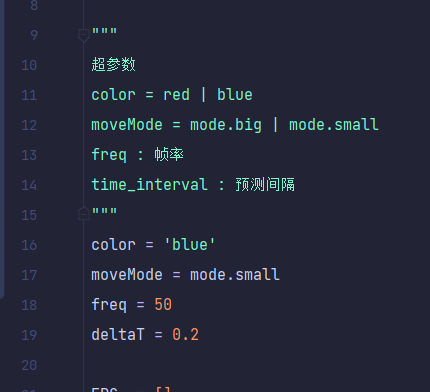 8
9 """
10 超参数
11 color = red | blue
12 moveMode = mode.big | mode.small
13 freq : 帧率
14 time_interval : 预测间隔
15 """
16 color = 'blue'
17 moveMode = mode.small
18 freq = 50
19 deltaT = 0.2
20